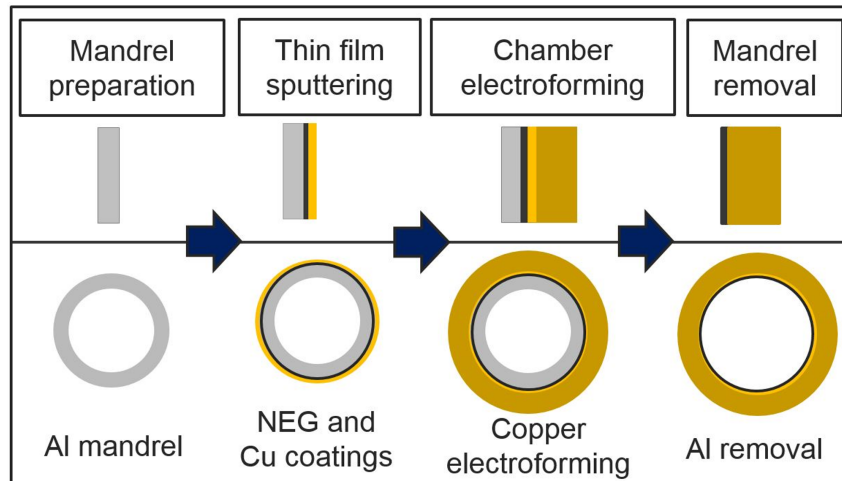 Mandrel
preparation
Thin film
sputtering
Chamber
electroforming
Mandrel
removal
Al mandrel
NEG and
Cu coatings
Copper
electroforming
Al removal